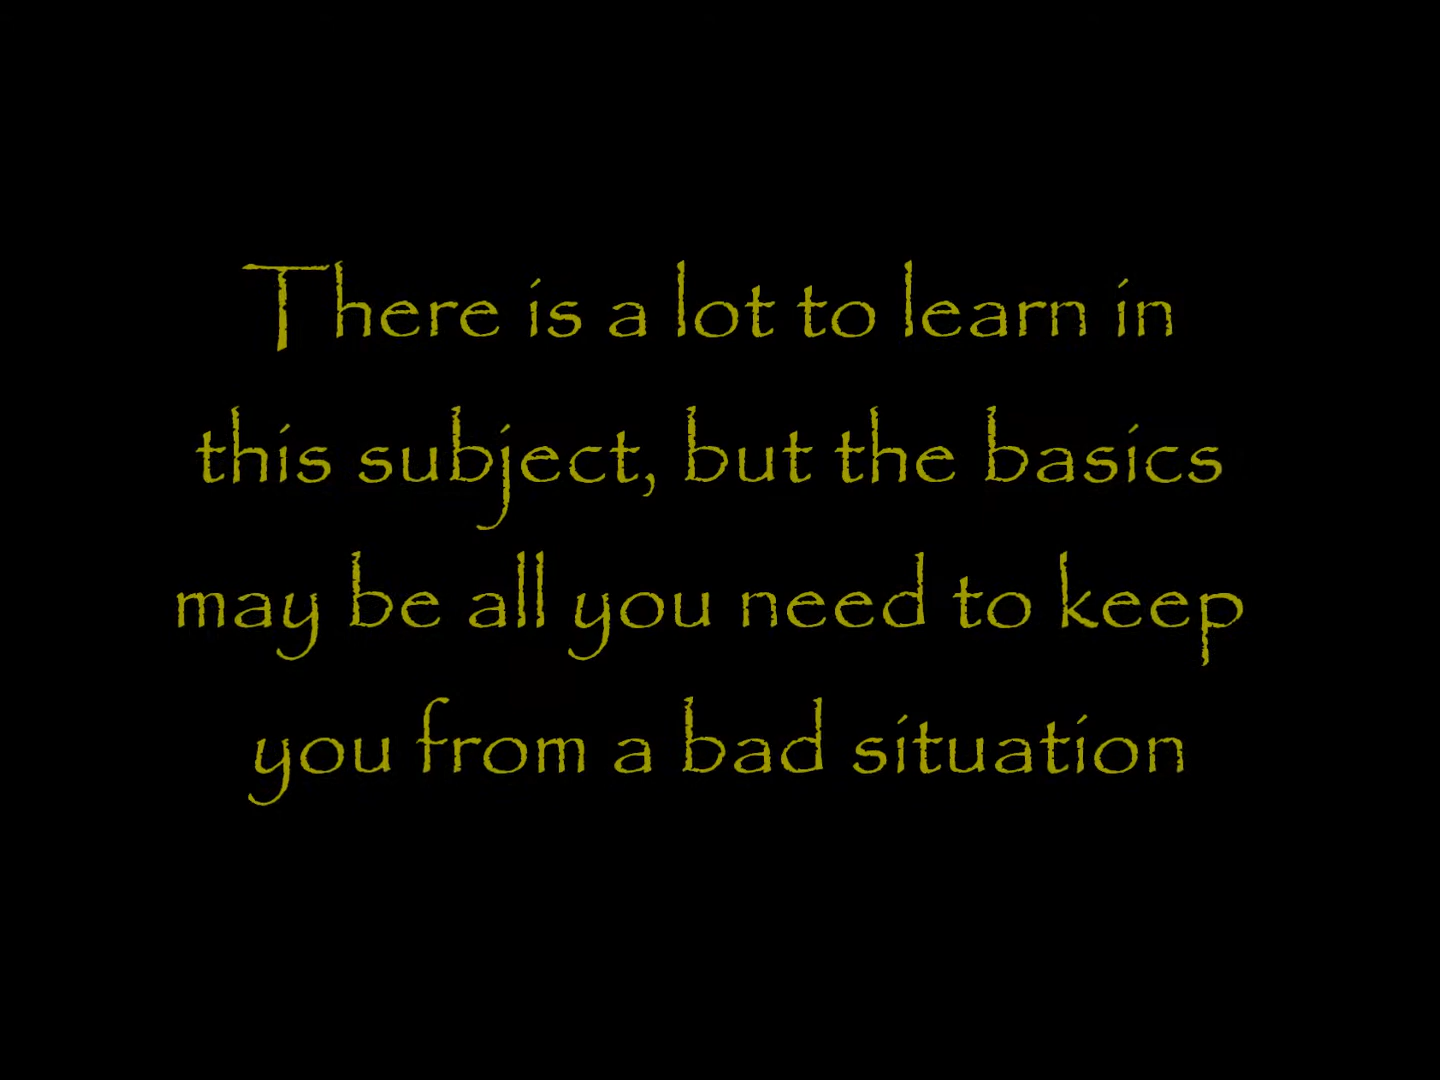 There is a lot to learn in
this subject, but the basics
may be all you need to keep
you from a bad situation